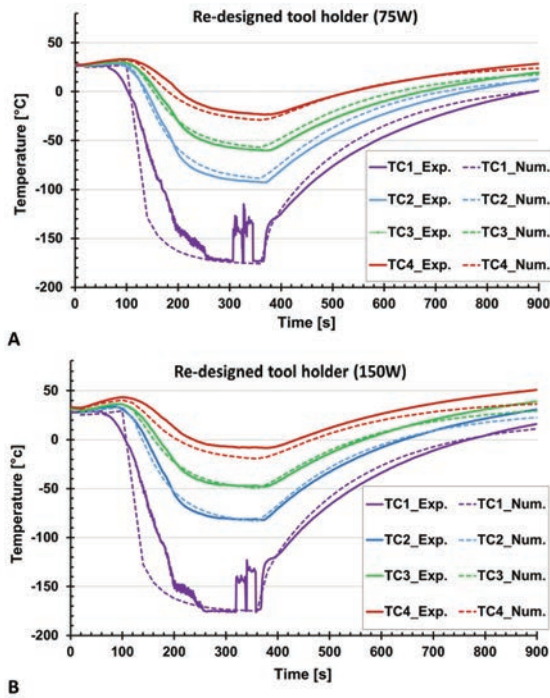 Re-designed tool holder (75W)
50
0
-50
-100
-150
-200
Temperature [°C]
TC1_Exp. TC1_Num.
TC2_Exp. TC2_Num.
TC3_Exp. TC3_Num.
TC4_Exp. TC4_Num.
0 100 200 300 400 500 600 700 800 900
Time [s]
A
Re-designed tool holder (150W)
50
0
-50
-100
-150
-200
Temperature [°c]
TC1_Exp. TC1_Num.
TC2_Exp. TC2_Num.
TC3_Exp. TC3_Num.
TC4_Exp. TC4_Num.
0 100 200 300 400 500 600 700 800 900
Time [s]
B